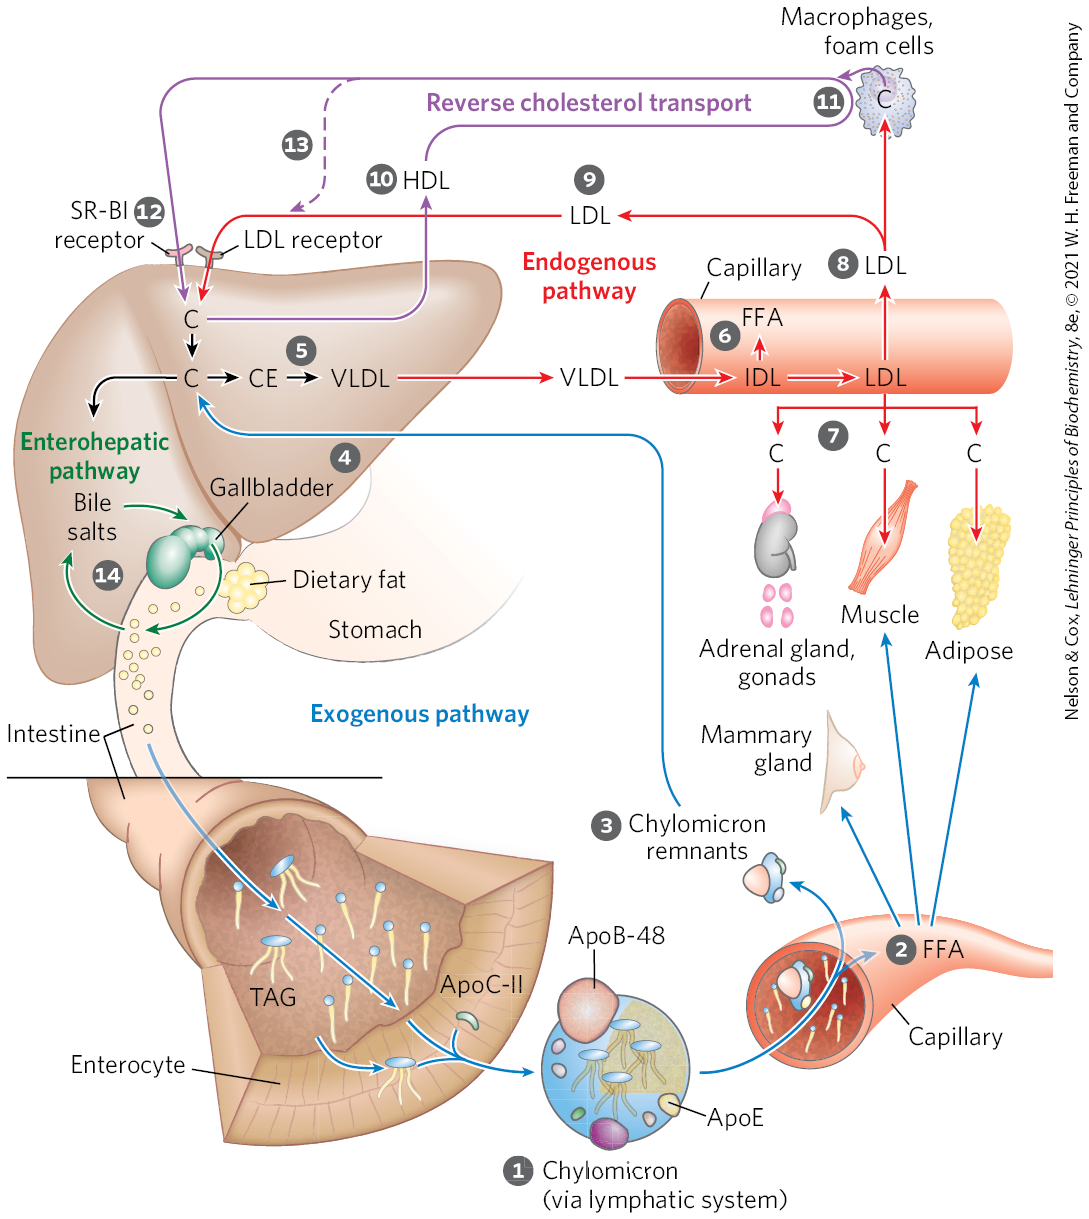 Macrophages,
foam cells
C
11
Reverse cholesterol transport
13
10 HDL
9
LDL
SR-BI 12
receptor
LDL receptor
Endogenous
pathway
Capillary
8 LDL
C
5
6
FFA
C
CE
VLDL
VLDL
IDL
LDL
Enterohepatic
pathway
4
7
C
C
C
Gallbladder
Bile
salts
14
Dietary fat
Stomach
Muscle
Adrenal gland,
gonads
Adipose
Exogenous pathway
Intestine
Mammary
gland
3 Chylomicron
remnants
ApoB-48
2 FFA
TAG
ApoC-II
Capillary
Enterocyte
ApoE
1 Chylomicron
(via lymphatic system)
Nelson & Cox, Lehninger Principles of Biochemistry, 8e, © 2021 W. H. Freeman and Company